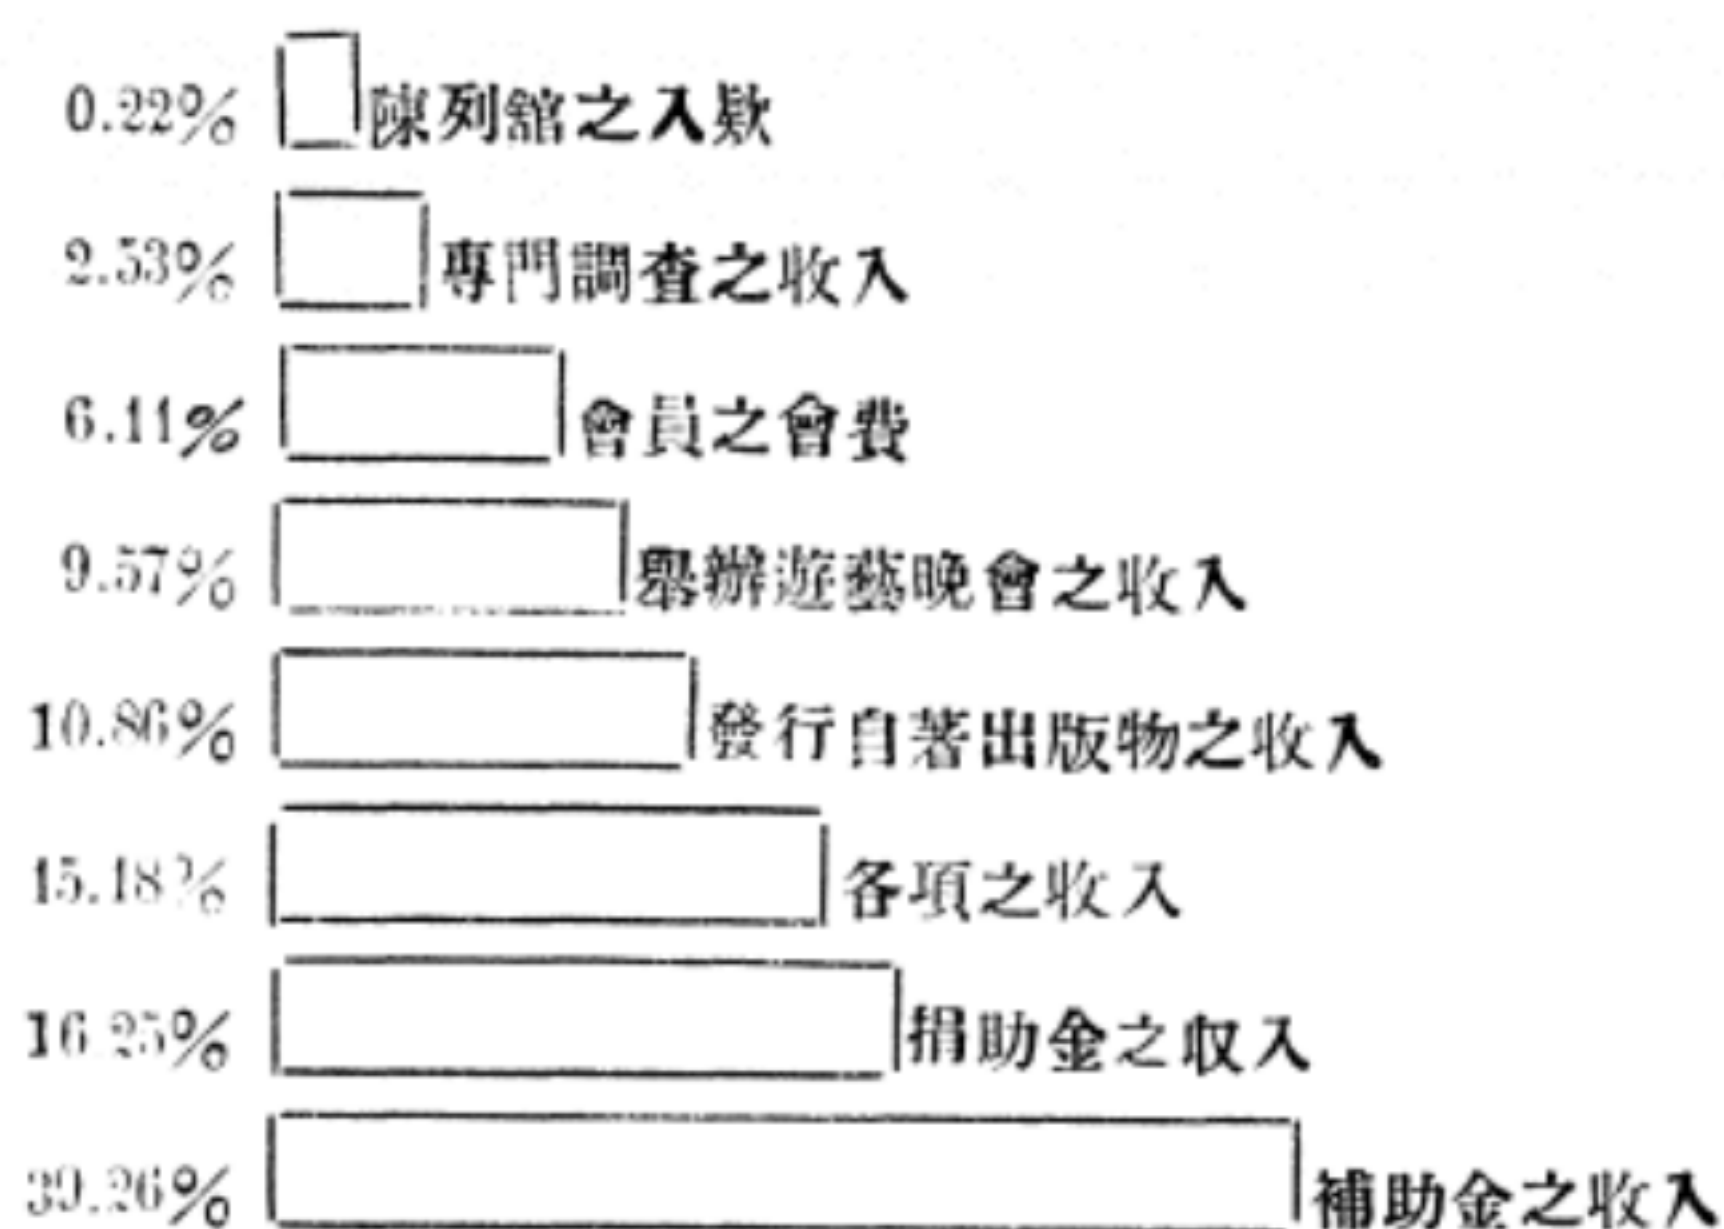 0.22% 陳列舘之入欵
2.53% 專門調查之收入
6.11% 會員之會費
9.57% 舉辦遊藝晚會之收入
10.86% 發行自著出版物之收入
15.18% 各項之收入
16.25% 捐助金之収入
39.26% 補助金之收入